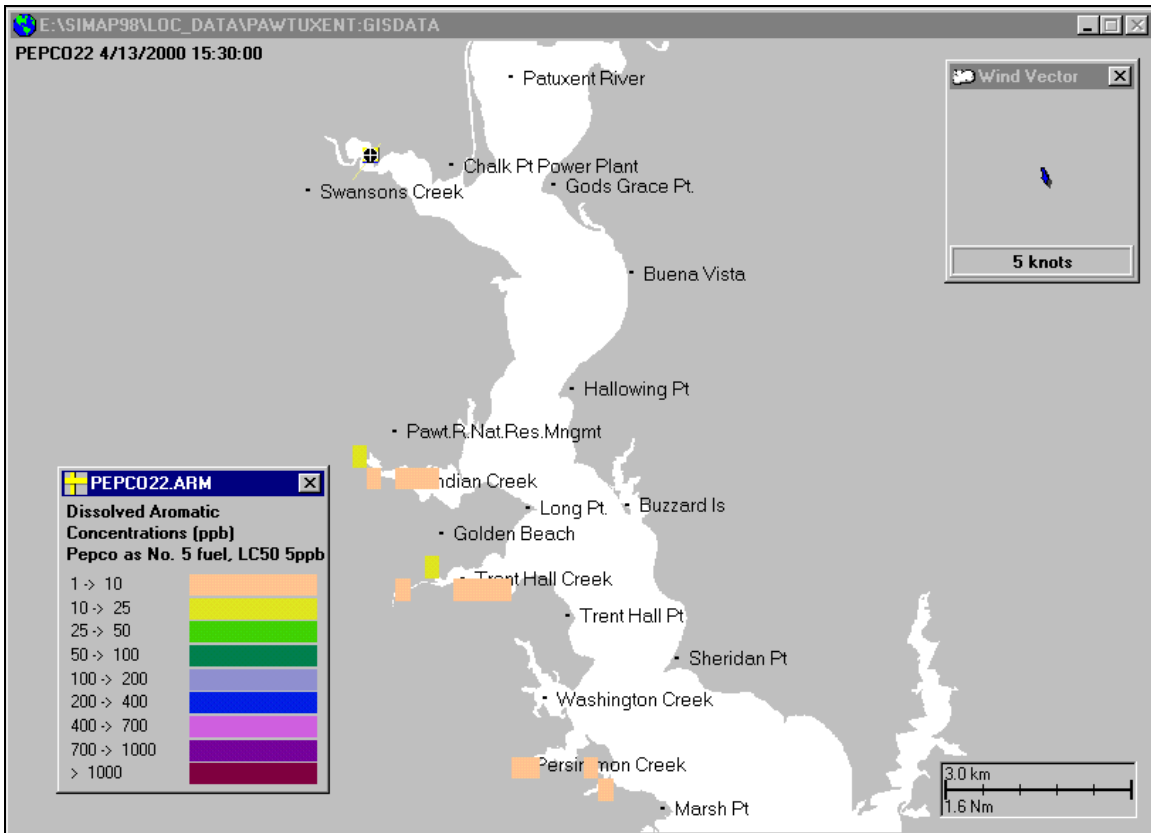 E:\SIMAP98\LOC_DATA\PAWTUXENT:GISDATA
PEPCO22 4/13/2000 15:30:00
Wind Vector
5 knots
Patuxent River
Chalk Pt Power Plant
Gods Grace Pt.
Swansons Creek
Buena Vista
Hallowing Pt
Pawt.R.Nat.Res.Mngmt
ndian Creek
Long Pt.
Buzzard Is
Golden Beach
Trent Hall Creek
Trent Hall Pt
Sheridan Pt
Washington Creek
Persimmon Creek
Marsh Pt
PEPCO22.ARM
Dissolved Aromatic
Concentrations (ppb)
Pepco as No. 5 fuel, LC50 5ppb
1 -> 10
10 -> 25
25 -> 50
50 -> 100
100 -> 200
200 -> 400
400 -> 700
700 -> 1000
> 1000
3.0 km
1.6 Nm